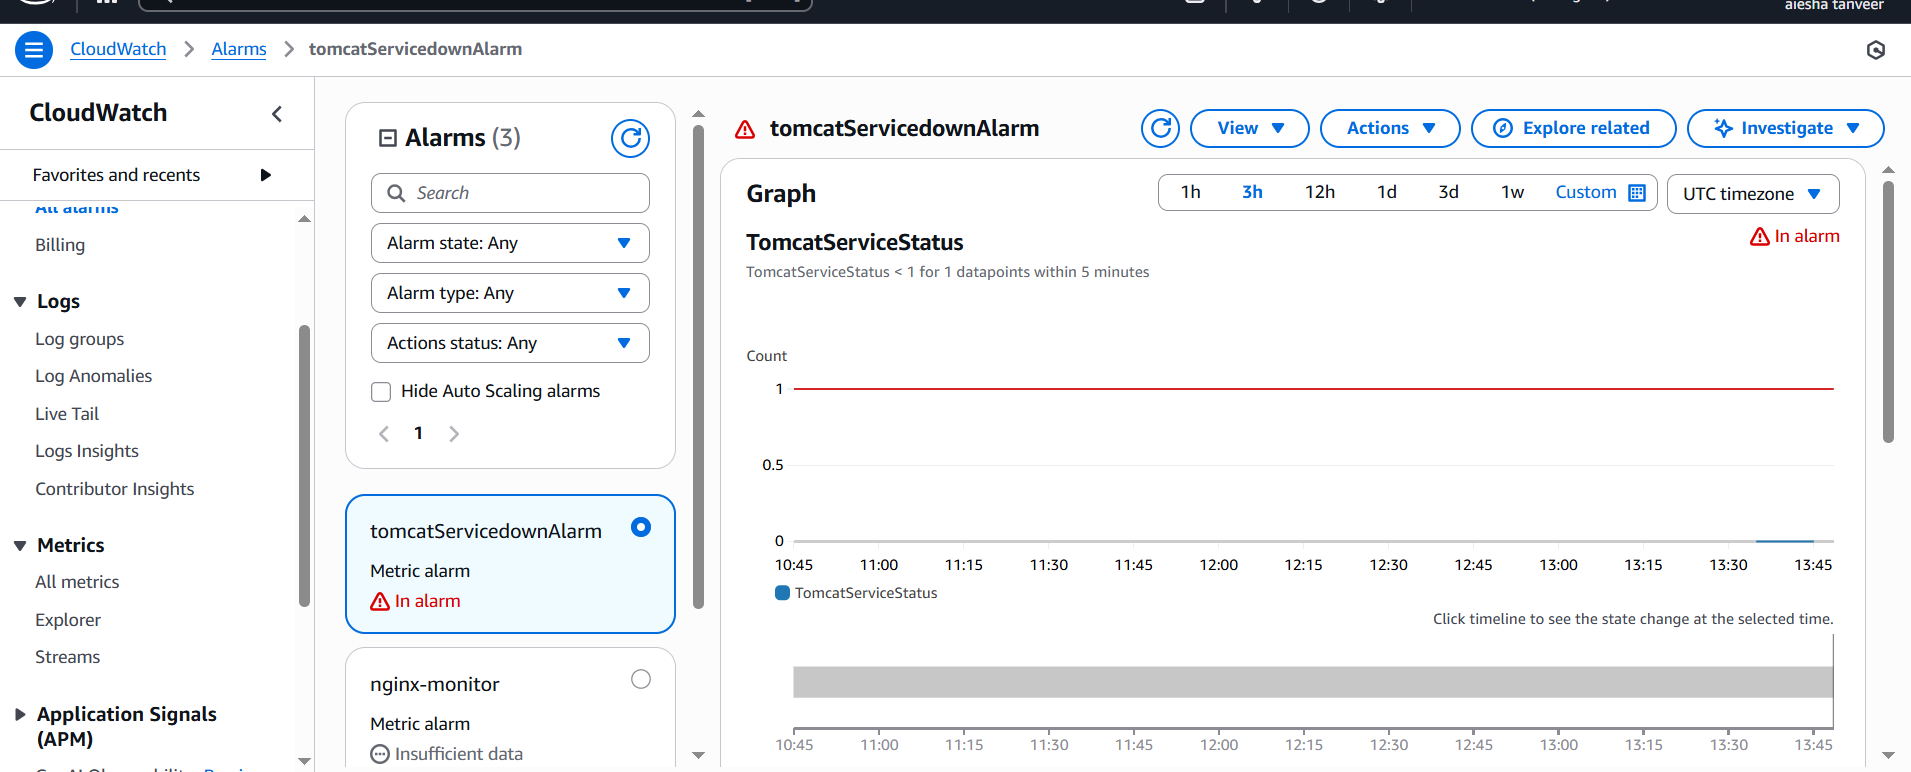 aiesha tanveer
CloudWatch > Alarms > tomcatServicedownAlarm
CloudWatch
Favorites and recents
All alarms
Billing
Logs
Log groups
Log Anomalies
Live Tail
Logs Insights
Contributor Insights
Metrics
All metrics
Explorer
Streams
Application Signals
(APM)
Alarms (3)
Search
Alarm state: Any
Alarm type: Any
Actions status: Any
Hide Auto Scaling alarms
1
tomcatServicedownAlarm
Metric alarm
In alarm
nginx-monitor
Metric alarm
Insufficient data
tomcatServicedownAlarm
View
Actions
Explore related
Investigate
Graph
1h 3h 12h 1d 3d 1w Custom
UTC timezone
TomcatServiceStatus
In alarm
TomcatServiceStatus < 1 for 1 datapoints within 5 minutes
Count
1
0.5
0
10:45 11:00 11:15 11:30 11:45 12:00 12:15 12:30 12:45 13:00 13:15 13:30 13:45
TomcatServiceStatus
Click timeline to see the state change at the selected time.
10:45 11:00 11:15 11:30 11:45 12:00 12:15 12:30 12:45 13:00 13:15 13:30 13:45